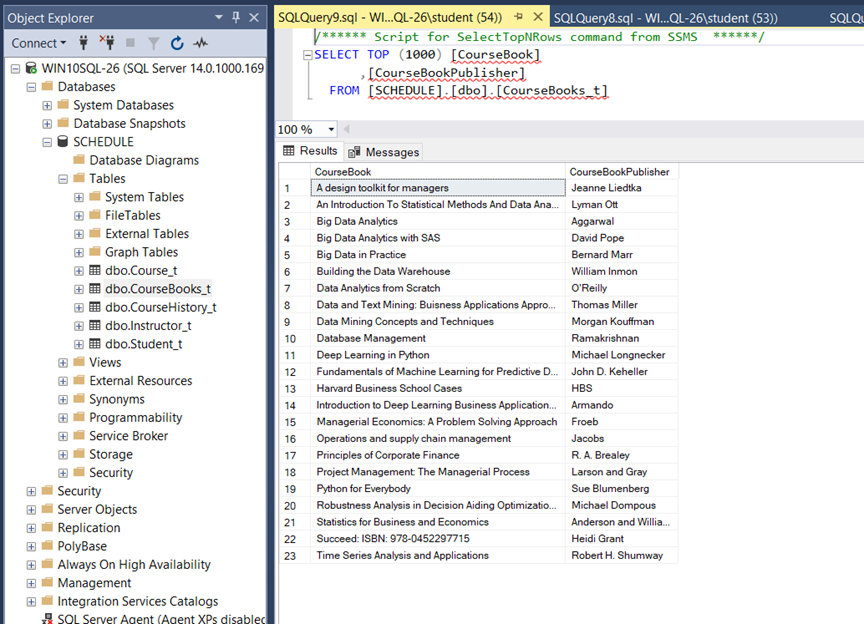 Object Explorer
Connect
WIN10SQL-26 (SQL Server 14.0.1000.169
Databases
System Databases
Database Snapshots
SCHEDULE
Database Diagrams
Tables
System Tables
FileTables
External Tables
Graph Tables
dbo.Course_t
dbo.CourseBooks_t
dbo.CourseHistory_t
dbo.Instructor_t
dbo.Student_t
Views
External Resources
Synonyms
Programmability
Service Broker
Storage
Security
Security
Server Objects
Replication
PolyBase
Always On High Availability
Management
Integration Services Catalogs
SQL Server Agent (Agent XPs disabled
SQLQuery9.sql - WI...QL-26\student (54)) SQLQuery8.sql - WI...QL-26\student (53)) SQLQu
/****** Script for SelectTopNRows command from SSMS ******/
SELECT TOP (1000) [CourseBook]
,[CourseBookPublisher]
FROM [SCHEDULE].[dbo].[CourseBooks_t]
100 %
Results Messages
CourseBook CourseBookPublisher
1 A design toolkit for managers Jeanne Liedtka
2 An Introduction To Statistical Methods And Data Ana... Lyman Ott
3 Big Data Analytics Aggarwal
4 Big Data Analytics with SAS David Pope
5 Big Data in Practice Bernard Marr
6 Building the Data Warehouse William Inmon
7 Data Analytics from Scratch O'Reilly
8 Data and Text Mining: Buisness Applications Appro... Thomas Miller
9 Data Mining Concepts and Techniques Morgan Kouffman
10 Database Management Ramakrishnan
11 Deep Learning in Python Michael Longnecker
12 Fundamentals of Machine Learning for Predictive D... John D. Keheller
13 Harvard Business School Cases HBS
14 Introduction to Deep Learning Business Application... Armando
15 Managerial Economics: A Problem Solving Approach Froeb
16 Operations and supply chain management Jacobs
17 Principles of Corporate Finance R. A. Brealey
18 Project Management: The Managerial Process Larson and Gray
19 Python for Everybody Sue Blumenberg
20 Robustness Analysis in Decision Aiding Optimizatio... Michael Dompous
21 Statistics for Business and Economics Anderson and Willia...
22 Succeed: ISBN: 978-0452297715 Heidi Grant
23 Time Series Analysis and Applications Robert H. Shumway